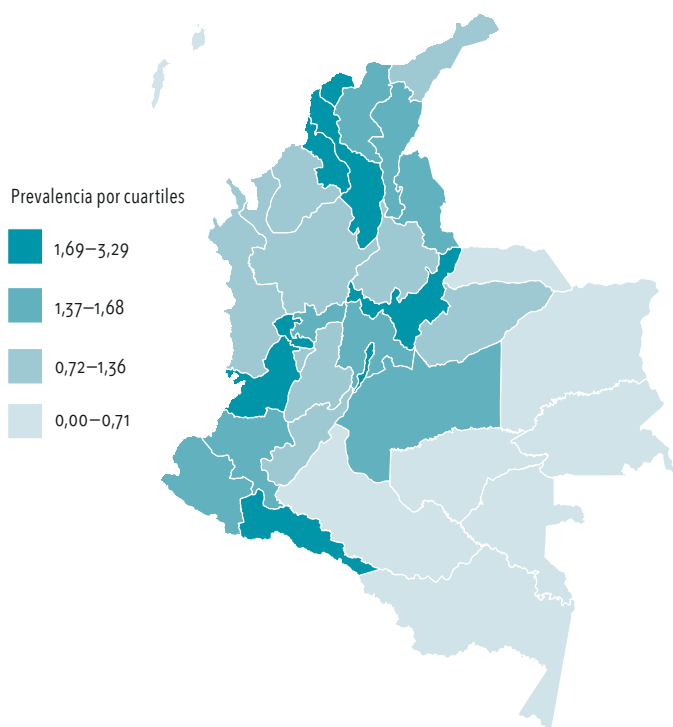 Prevalencia por cuartiles
1,69–3,29
1,37–1,68
0,72–1,36
0,00–0,71